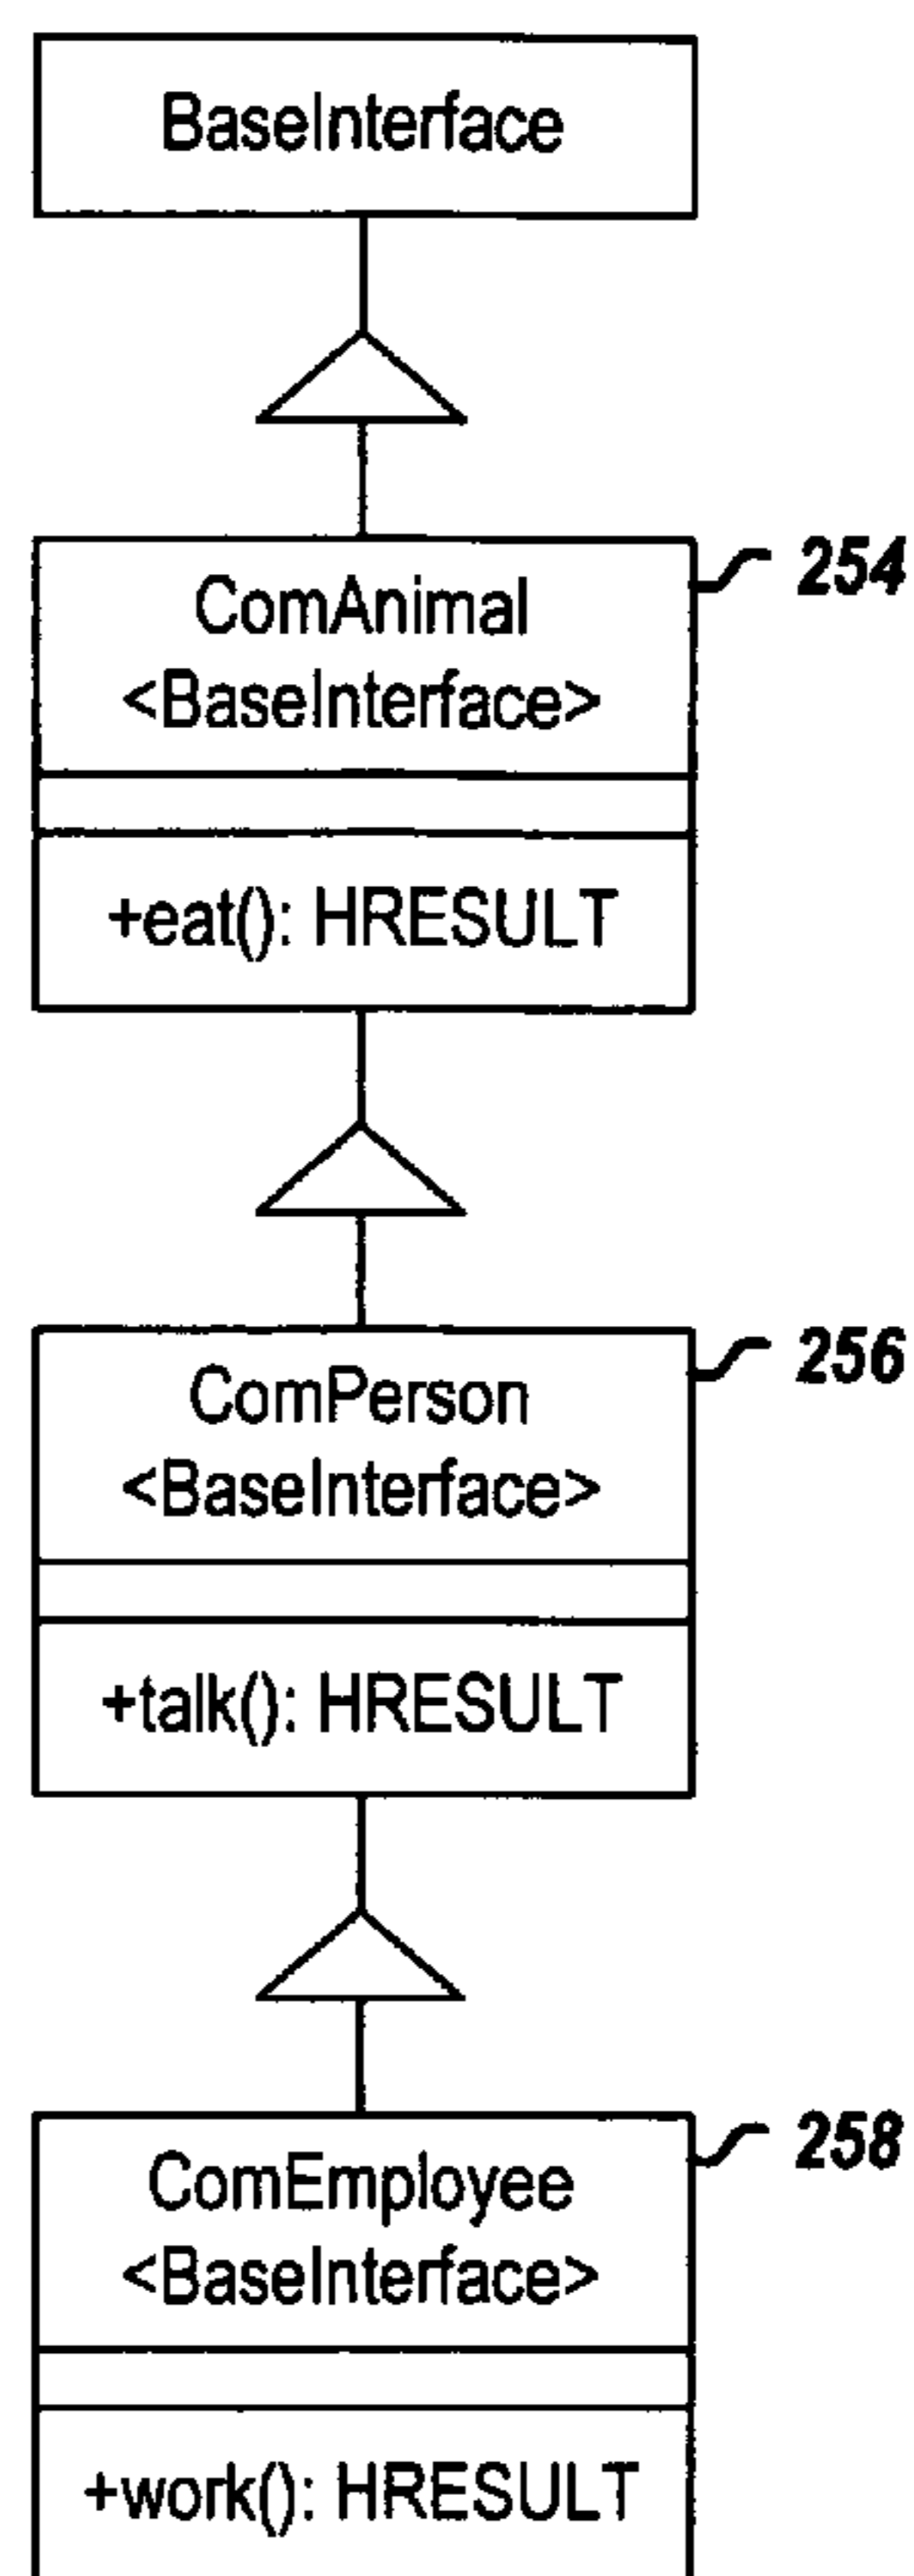 BaseInterface
254
ComAnimal
<BaseInterface>
+eat(): HRESULT
256
ComPerson
<BaseInterface>
+talk(): HRESULT
258
ComEmployee
<BaseInterface>
+work(): HRESULT